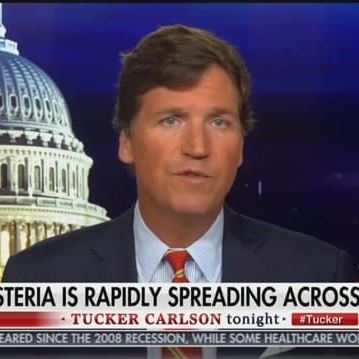 STERIA IS RAPIDLY SPREADING ACROSS
TUCKER CARLSON tonight #Tucker
EARED SINCE THE 2008 RECESSION, WHILE SOME HEALTHCARE WO